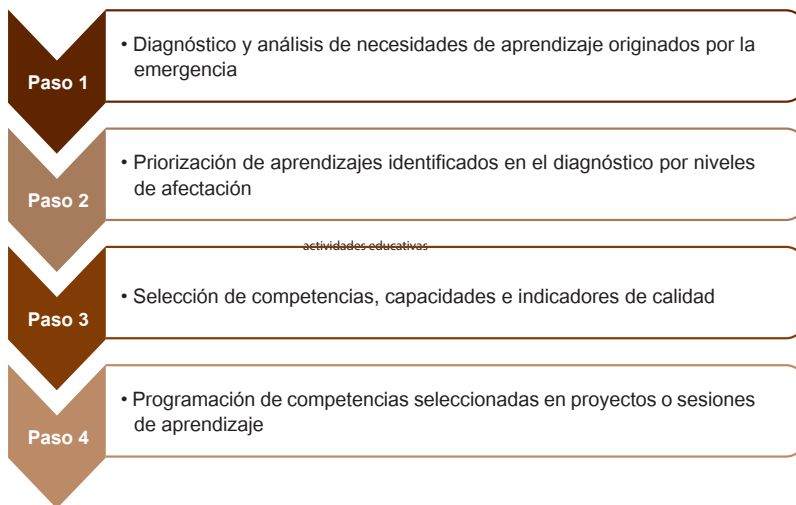 Paso 1
• Diagnóstico y análisis de necesidades de aprendizaje originados por la
emergencia
Paso 2
• Priorización de aprendizajes identificados en el diagnóstico por niveles
de afectación
actividades educativas
Paso 3
• Selección de competencias, capacidades e indicadores de calidad
Paso 4
• Programación de competencias seleccionadas en proyectos o sesiones
de aprendizaje